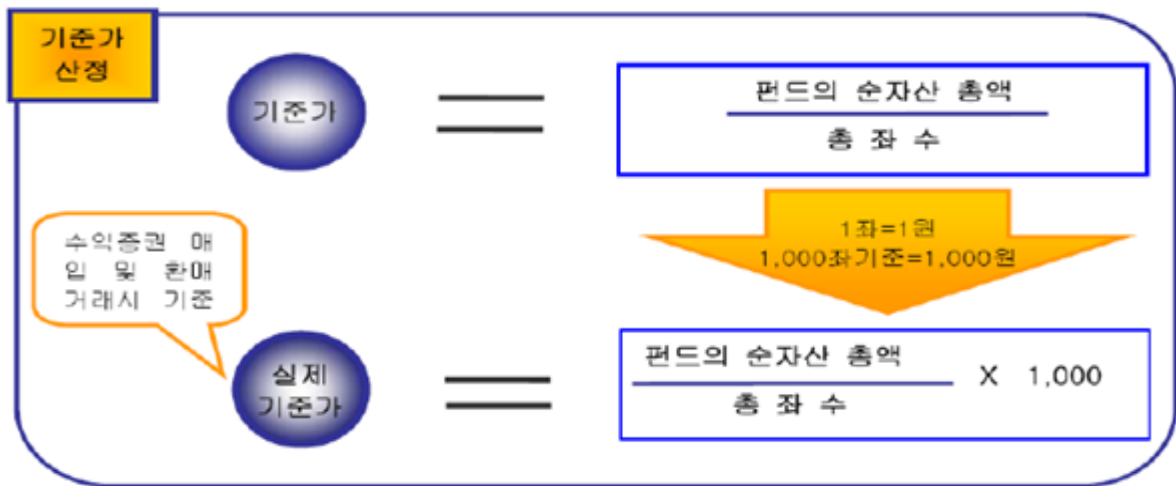 기준가
산정
기준가
펀드의 순자산 총액
총 좌 수
1좌=1원
1,000좌기준=1,000원
수익증권 매
입 및 환매
거래시 기준
실제
기준가
펀드의 순자산 총액
총 좌 수
X 1,000